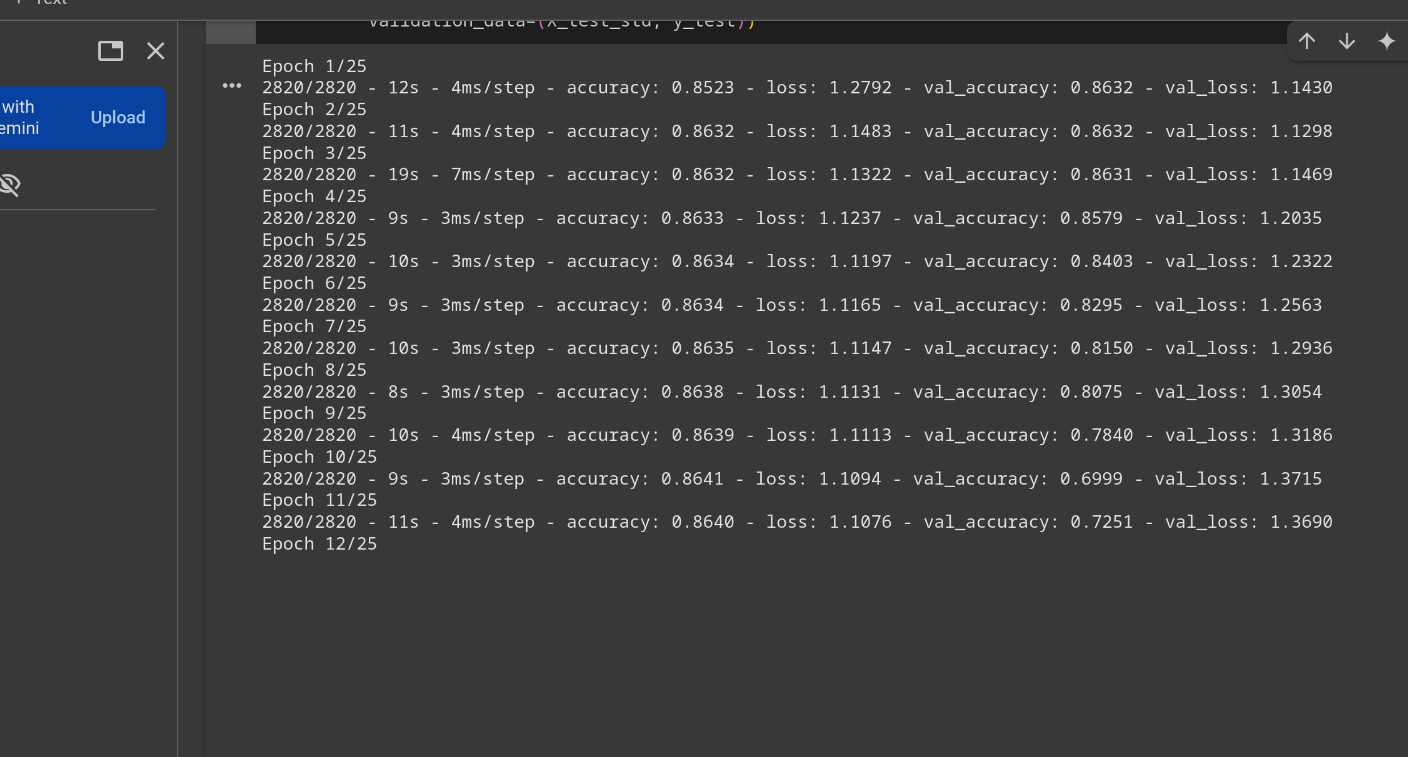 Text
with
emini
Upload
validation_data=(x_test_std, y_test))
Epoch 1/25
2820/2820 - 12s - 4ms/step - accuracy: 0.8523 - loss: 1.2792 - val_accuracy: 0.8632 - val_loss: 1.1430
Epoch 2/25
2820/2820 - 11s - 4ms/step - accuracy: 0.8632 - loss: 1.1483 - val_accuracy: 0.8632 - val_loss: 1.1298
Epoch 3/25
2820/2820 - 19s - 7ms/step - accuracy: 0.8632 - loss: 1.1322 - val_accuracy: 0.8631 - val_loss: 1.1469
Epoch 4/25
2820/2820 - 9s - 3ms/step - accuracy: 0.8633 - loss: 1.1237 - val_accuracy: 0.8579 - val_loss: 1.2035
Epoch 5/25
2820/2820 - 10s - 3ms/step - accuracy: 0.8634 - loss: 1.1197 - val_accuracy: 0.8403 - val_loss: 1.2322
Epoch 6/25
2820/2820 - 9s - 3ms/step - accuracy: 0.8634 - loss: 1.1165 - val_accuracy: 0.8295 - val_loss: 1.2563
Epoch 7/25
2820/2820 - 10s - 3ms/step - accuracy: 0.8635 - loss: 1.1147 - val_accuracy: 0.8150 - val_loss: 1.2936
Epoch 8/25
2820/2820 - 8s - 3ms/step - accuracy: 0.8638 - loss: 1.1131 - val_accuracy: 0.8075 - val_loss: 1.3054
Epoch 9/25
2820/2820 - 10s - 4ms/step - accuracy: 0.8639 - loss: 1.1113 - val_accuracy: 0.7840 - val_loss: 1.3186
Epoch 10/25
2820/2820 - 9s - 3ms/step - accuracy: 0.8641 - loss: 1.1094 - val_accuracy: 0.6999 - val_loss: 1.3715
Epoch 11/25
2820/2820 - 11s - 4ms/step - accuracy: 0.8640 - loss: 1.1076 - val_accuracy: 0.7251 - val_loss: 1.3690
Epoch 12/25